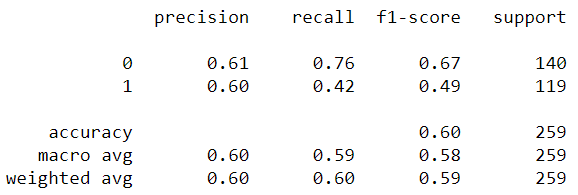 precision recall f1-score support
0 0.61 0.76 0.67 140
1 0.60 0.42 0.49 119
accuracy 0.60 259
macro avg 0.60 0.59 0.58 259
weighted avg 0.60 0.60 0.59 259